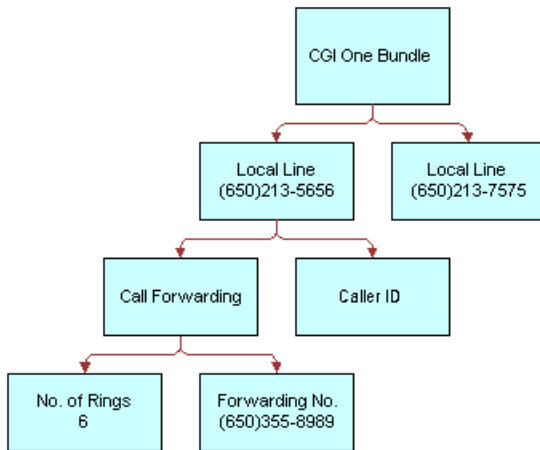 CGI One Bundle
Local Line
(650)213-5656
Local Line
(650)213-7575
Call Forwarding
Caller ID
No. of Rings
6
Forwarding No.
(650)355-8989